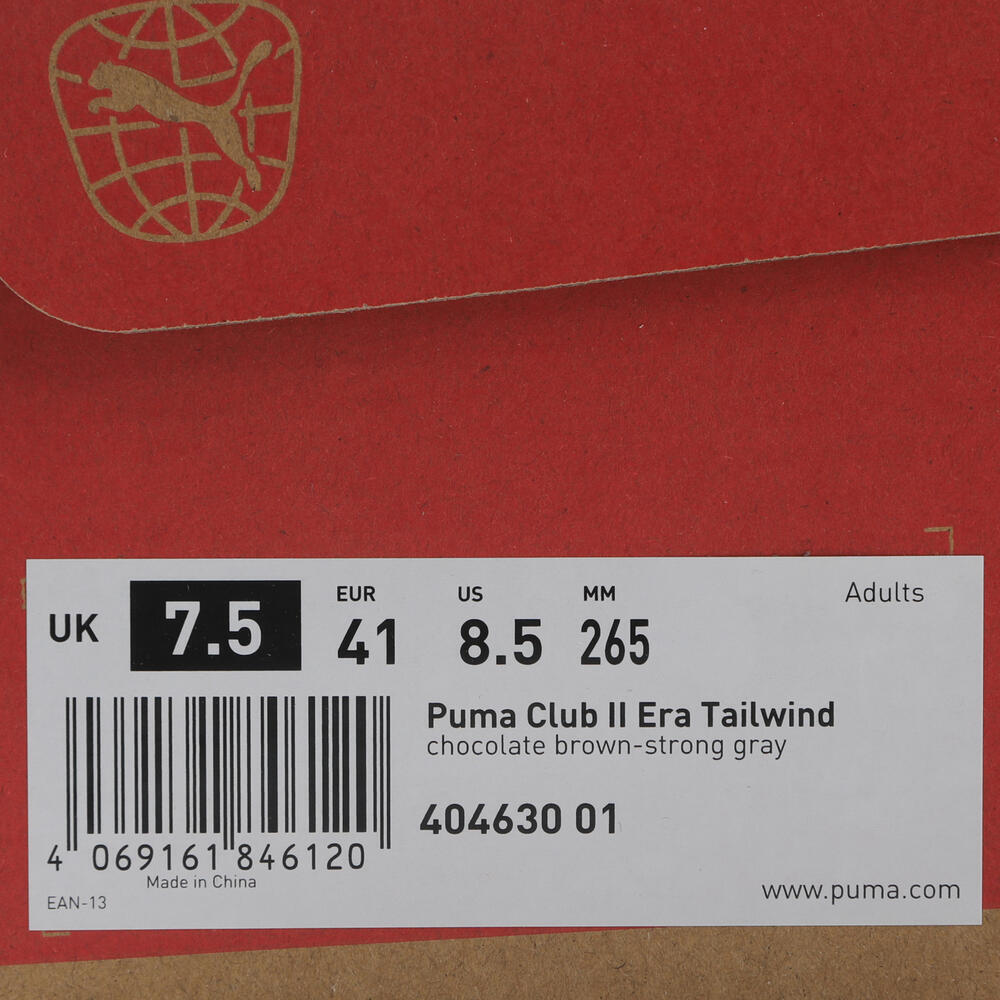 EUR US MM Adults
UK 7.5 41 8.5 265
Puma Club II Era Tailwind
chocolate brown-strong gray
404630 01
4 069161 846120
Made in China
EAN-13
www.puma.com